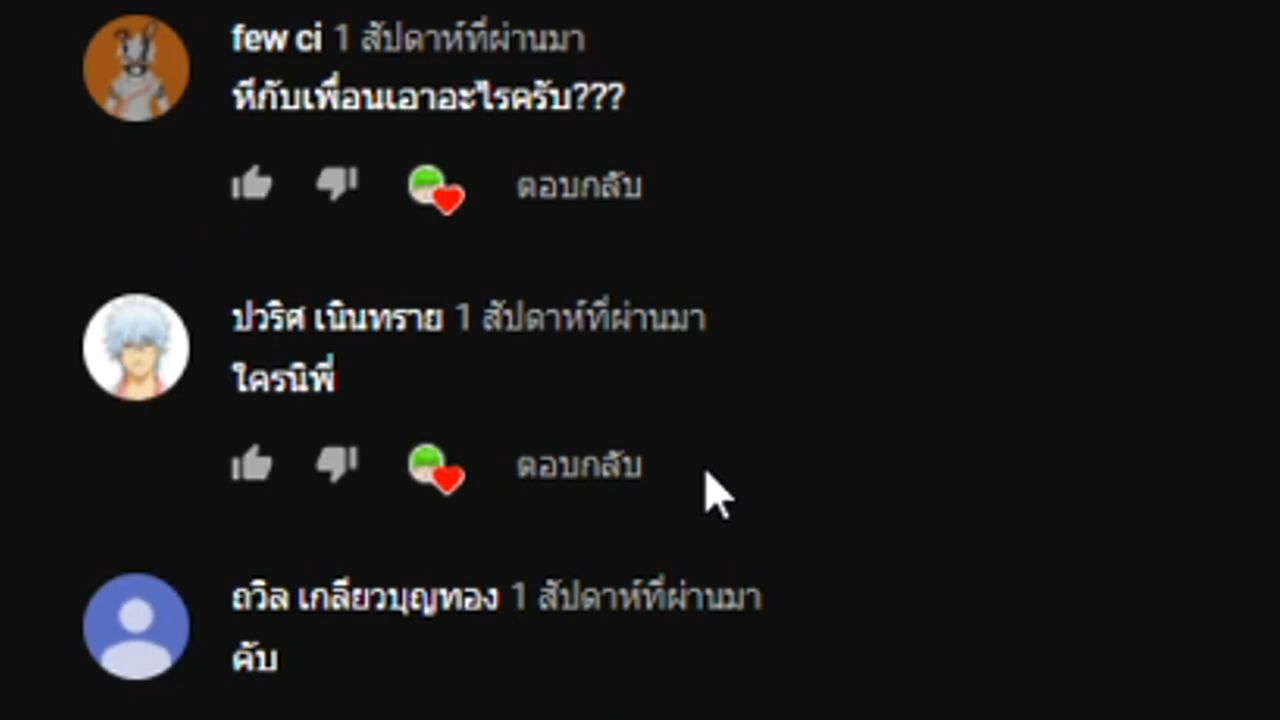 few ci 1 สัปดาห์ที่ผ่านมา
หีกับเพื่อนเอาอะไรครับ???
ตอบกลับ
ปวริศ เนินทราย 1 สัปดาห์ที่ผ่านมา
ใครนิพี่
ตอบกลับ
ถวิล เกลียวบุญทอง 1 สัปดาห์ที่ผ่านมา
คับ